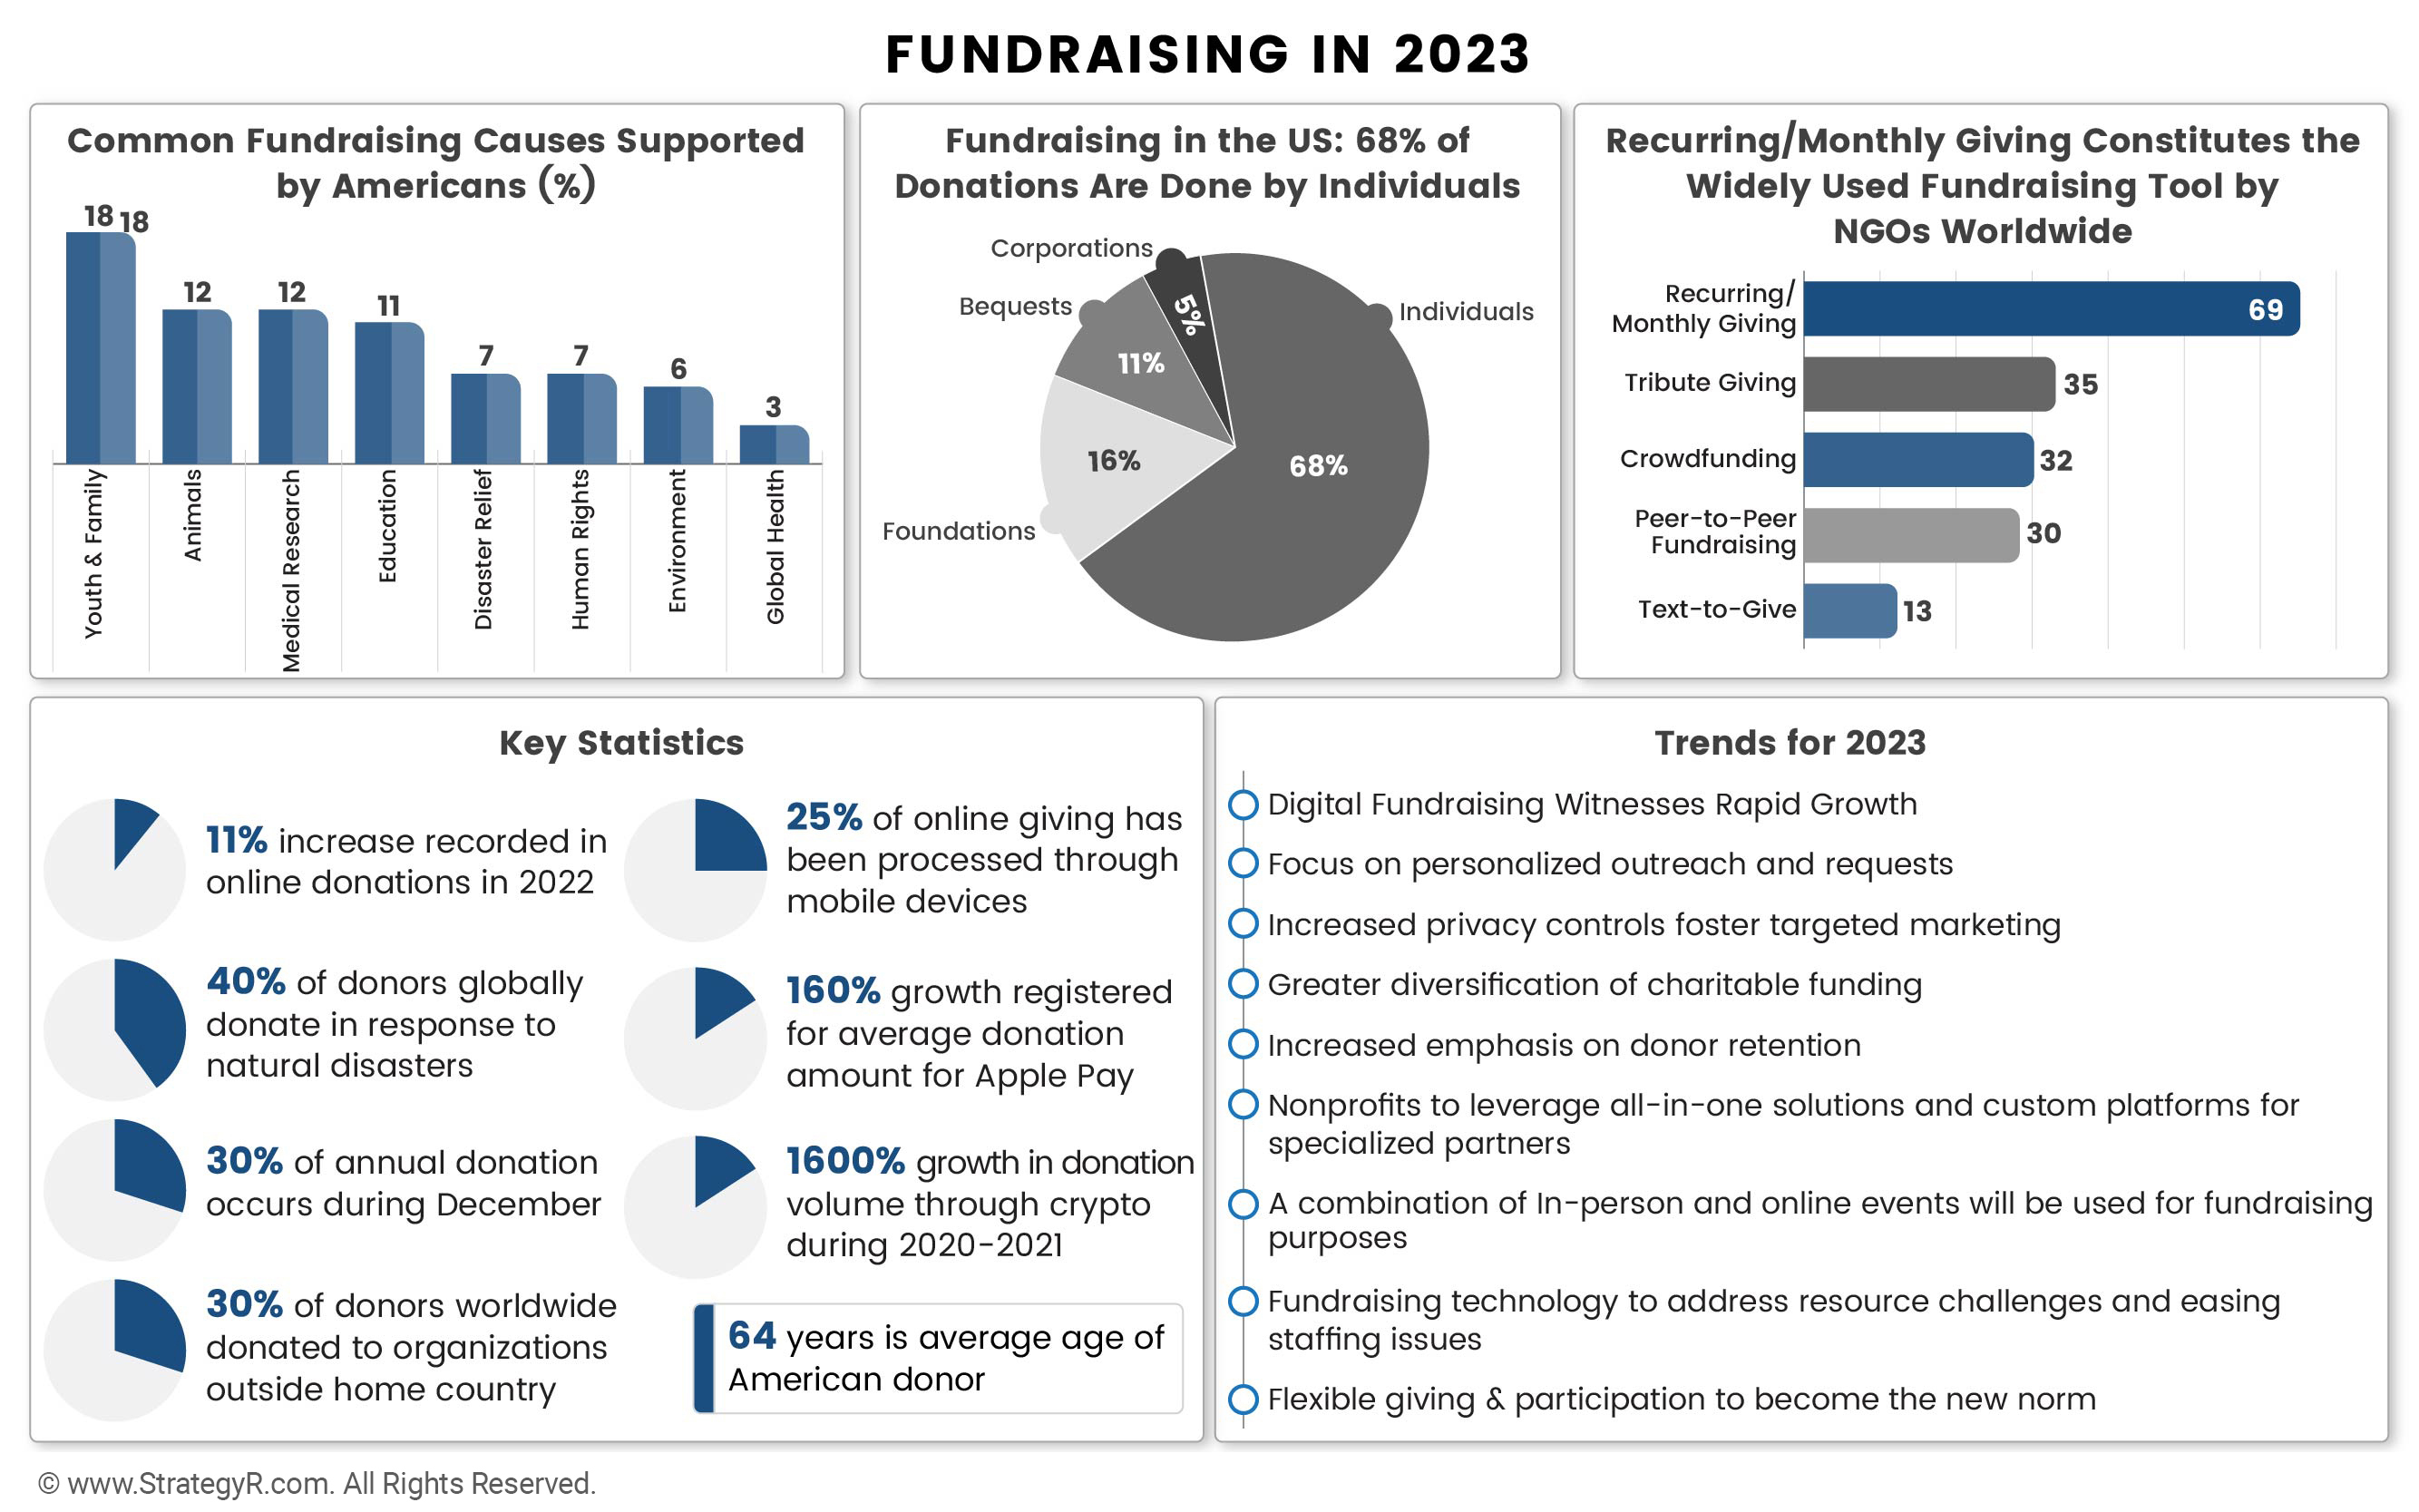 FUNDRAISING IN 2023
Common Fundraising Causes Supported
by Americans (%)
18 18
12
12
11
7
7
6
3
Youth & Family
Animals
Medical Research
Education
Disaster Relief
Human Rights
Environment
Global Health
Fundraising in the US: 68% of
Donations Are Done by Individuals
Corporations
Bequests
Individuals
Foundations
5%
11%
16%
68%
Recurring/Monthly Giving Constitutes the
Widely Used Fundraising Tool by
NGOs Worldwide
Recurring/
Monthly Giving
69
Tribute Giving
35
Crowdfunding
32
Peer-to-Peer
Fundraising
30
Text-to-Give
13
Key Statistics
11% increase recorded in
online donations in 2022
40% of donors globally
donate in response to
natural disasters
30% of annual donation
occurs during December
30% of donors worldwide
donated to organizations
outside home country
25% of online giving has
been processed through
mobile devices
160% growth registered
for average donation
amount for Apple Pay
1600% growth in donation
volume through crypto
during 2020-2021
64 years is average age of
American donor
Trends for 2023
Digital Fundraising Witnesses Rapid Growth
Focus on personalized outreach and requests
Increased privacy controls foster targeted marketing
Greater diversification of charitable funding
Increased emphasis on donor retention
Nonprofits to leverage all-in-one solutions and custom platforms for
specialized partners
A combination of In-person and online events will be used for fundraising
purposes
Fundraising technology to address resource challenges and easing
staffing issues
Flexible giving & participation to become the new norm
© www.StrategyR.com. All Rights Reserved.